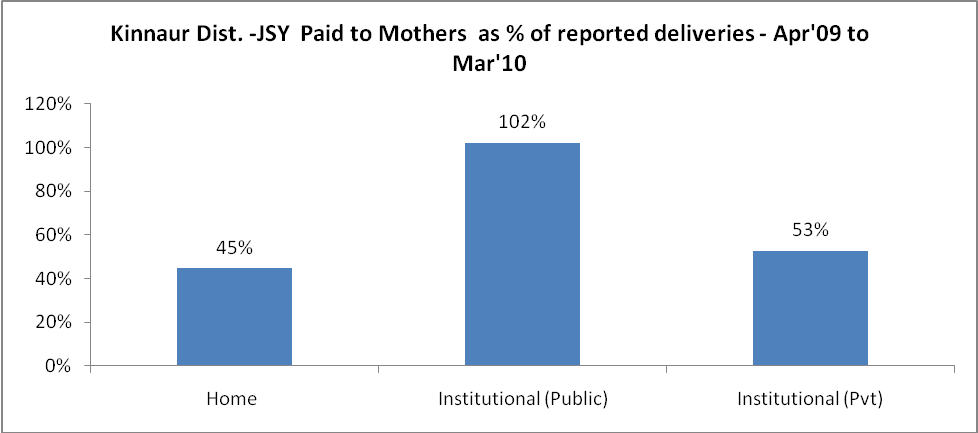 Kinnaur Dist. -JSY  Paid to Mothers  as % of reported deliveries - Apr'09 to
Mar'10
120%
100%
80%
60%
40%
20%
0%
45%
102%
53%
Home
Institutional (Public)
Institutional (Pvt)